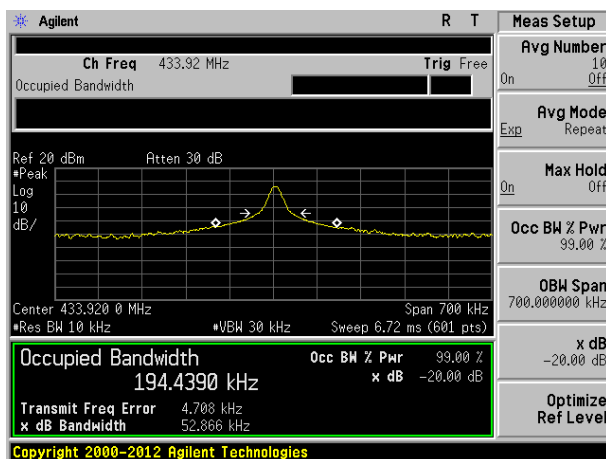 Agilent R T
Ch Freq 433.92 MHz Trig Free
Occupied Bandwidth
Ref 20 dBm Atten 30 dB
#Peak
Log
10
dB/
Center 433.920 0 MHz Span 700 kHz
#Res BW 10 kHz #VBW 30 kHz Sweep 6.72 ms (601 pts)
Occupied Bandwidth Occ BW % Pwr 99.00 %
194.4390 kHz x dB -20.00 dB
Transmit Freq Error 4.708 kHz
x dB Bandwidth 52.866 kHz
Copyright 2000-2012 Agilent Technologies
Meas Setup
Avg Number
10
On Off
Avg Mode
Exp Repeat
Max Hold
On Off
Occ BW % Pwr
99.00 %
OBW Span
700.000000 kHz
x dB
-20.00 dB
Optimize
Ref Level